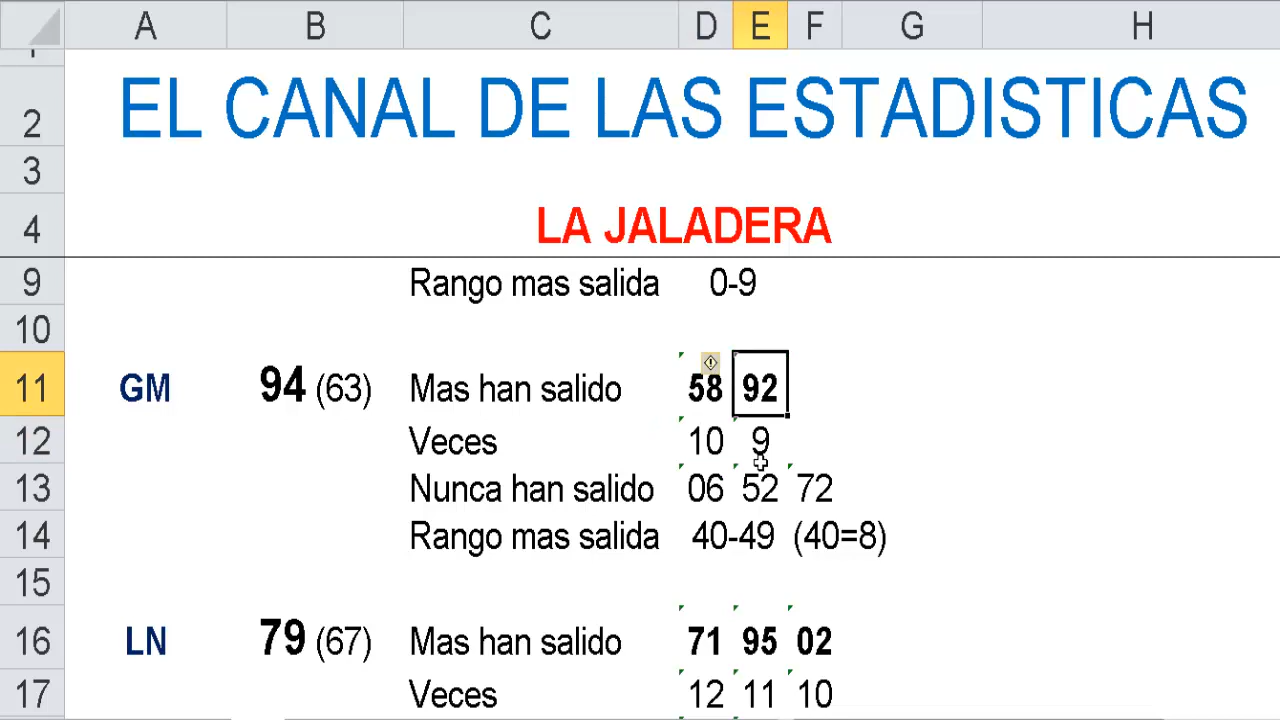 A B C D E F G H
2 EL CANAL DE LAS ESTADISTICAS
3
4 LA JALADERA
9 Rango mas salida 0-9
10
11 GM 94 (63) Mas han salido 58 92
12 Veces 10 9
13 Nunca han salido 06 52 72
14 Rango mas salida 40-49 (40=8)
15
16 LN 79 (67) Mas han salido 71 95 02
17 Veces 12 11 10